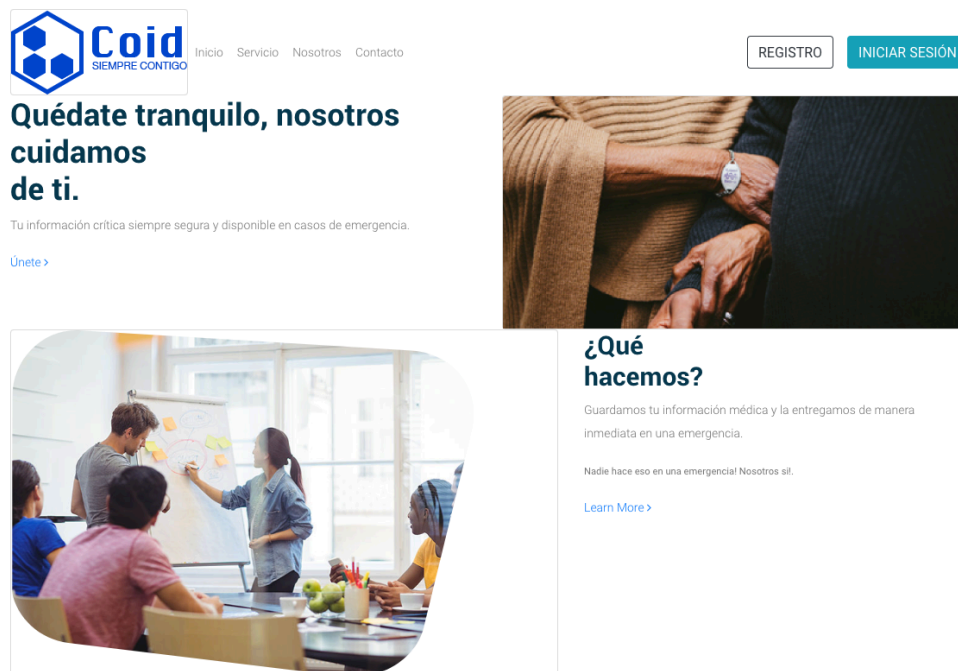 Coid
SIEMPRE CONTIGO
Inicio Servicio Nosotros Contacto
REGISTRO
INICIAR SESIÓN
Quédate tranquilo, nosotros
cuidamos
de ti.
Tu información crítica siempre segura y disponible en casos de emergencia.
Únete >
¿Qué
hacemos?
Guardamos tu información médica y la entregamos de manera
inmediata en una emergencia.
Nadie hace eso en una emergencia! Nosotros si!.
Learn More >